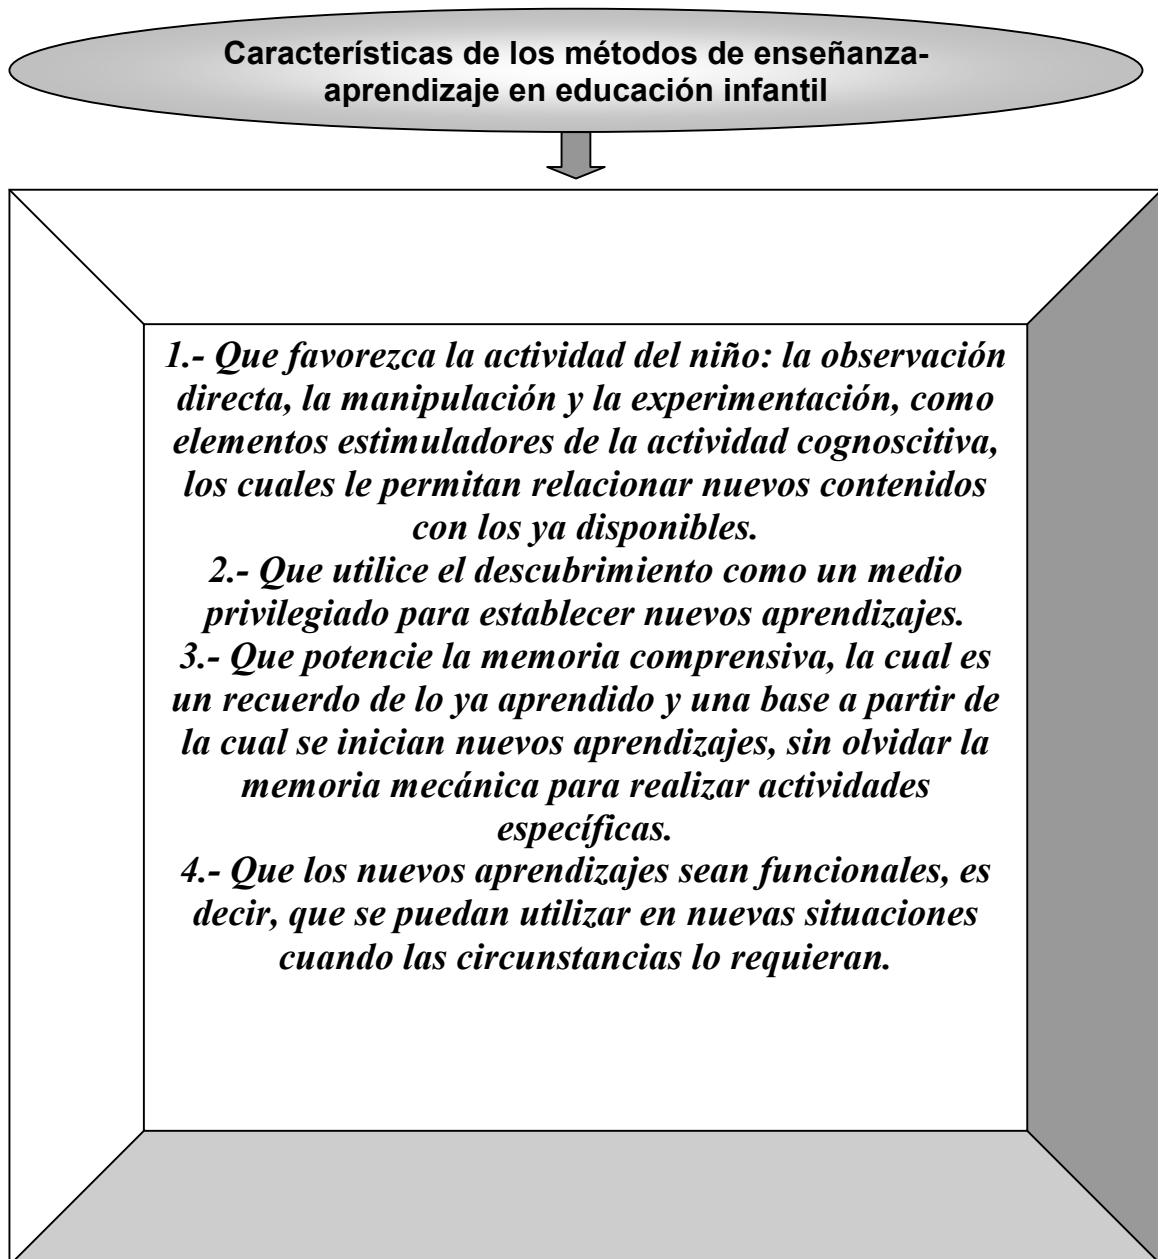 Características de los métodos de enseñanza-
aprendizaje en educación infantil
1.- Que favorezca la actividad del niño: la observación
directa, la manipulación y la experimentación, como
elementos estimuladores de la actividad cognoscitiva,
los cuales le permitan relacionar nuevos contenidos
con los ya disponibles.
2.- Que utilice el descubrimiento como un medio
privilegiado para establecer nuevos aprendizajes.
3.- Que potencie la memoria comprensiva, la cual es
un recuerdo de lo ya aprendido y una base a partir de
la cual se inician nuevos aprendizajes, sin olvidar la
memoria mecánica para realizar actividades
específicas.
4.- Que los nuevos aprendizajes sean funcionales, es
decir, que se puedan utilizar en nuevas situaciones
cuando las circunstancias lo requieran.